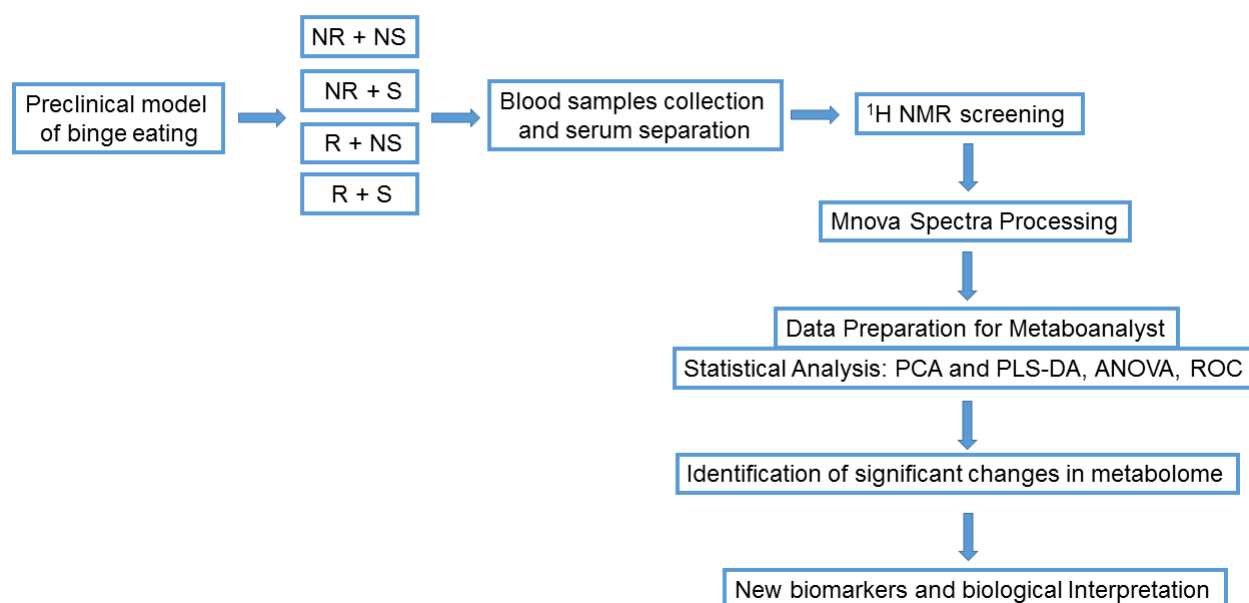 Preclinical model
of binge eating
NR + NS
NR + S
R + NS
R + S
Blood samples collection
and serum separation
¹H NMR screening
Mnova Spectra Processing
Data Preparation for Metaboanalyst
Statistical Analysis: PCA and PLS-DA, ANOVA, ROC
Identification of significant changes in metabolome
New biomarkers and biological Interpretation